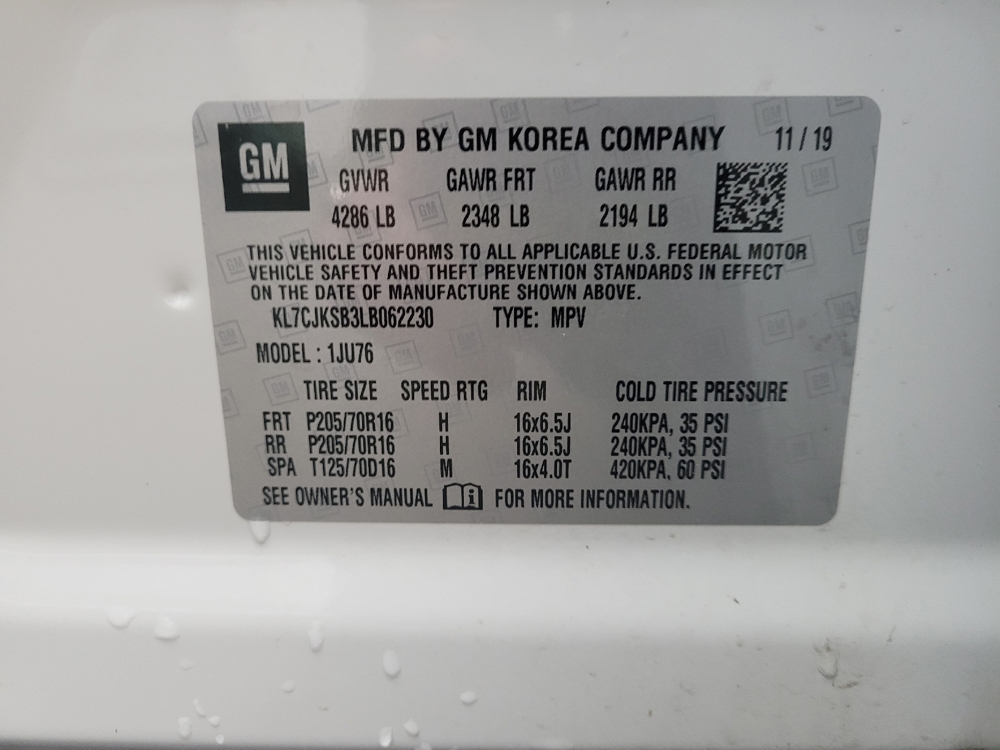 GM MFD BY GM KOREA COMPANY 11 / 19
GVWR GAWR FRT GAWR RR
4286 LB 2348 LB 2194 LB
THIS VEHICLE CONFORMS TO ALL APPLICABLE U.S. FEDERAL MOTOR
VEHICLE SAFETY AND THEFT PREVENTION STANDARDS IN EFFECT
ON THE DATE OF MANUFACTURE SHOWN ABOVE.
KL7CJKSB3LB062230 TYPE: MPV
MODEL : 1JU76
TIRE SIZE SPEED RTG RIM COLD TIRE PRESSURE
FRT P205/70R16 H 16x6.5J 240KPA, 35 PSI
RR P205/70R16 H 16x6.5J 240KPA, 35 PSI
SPA T125/70D16 M 16x4.0T 420KPA, 60 PSI
SEE OWNER'S MANUAL FOR MORE INFORMATION.